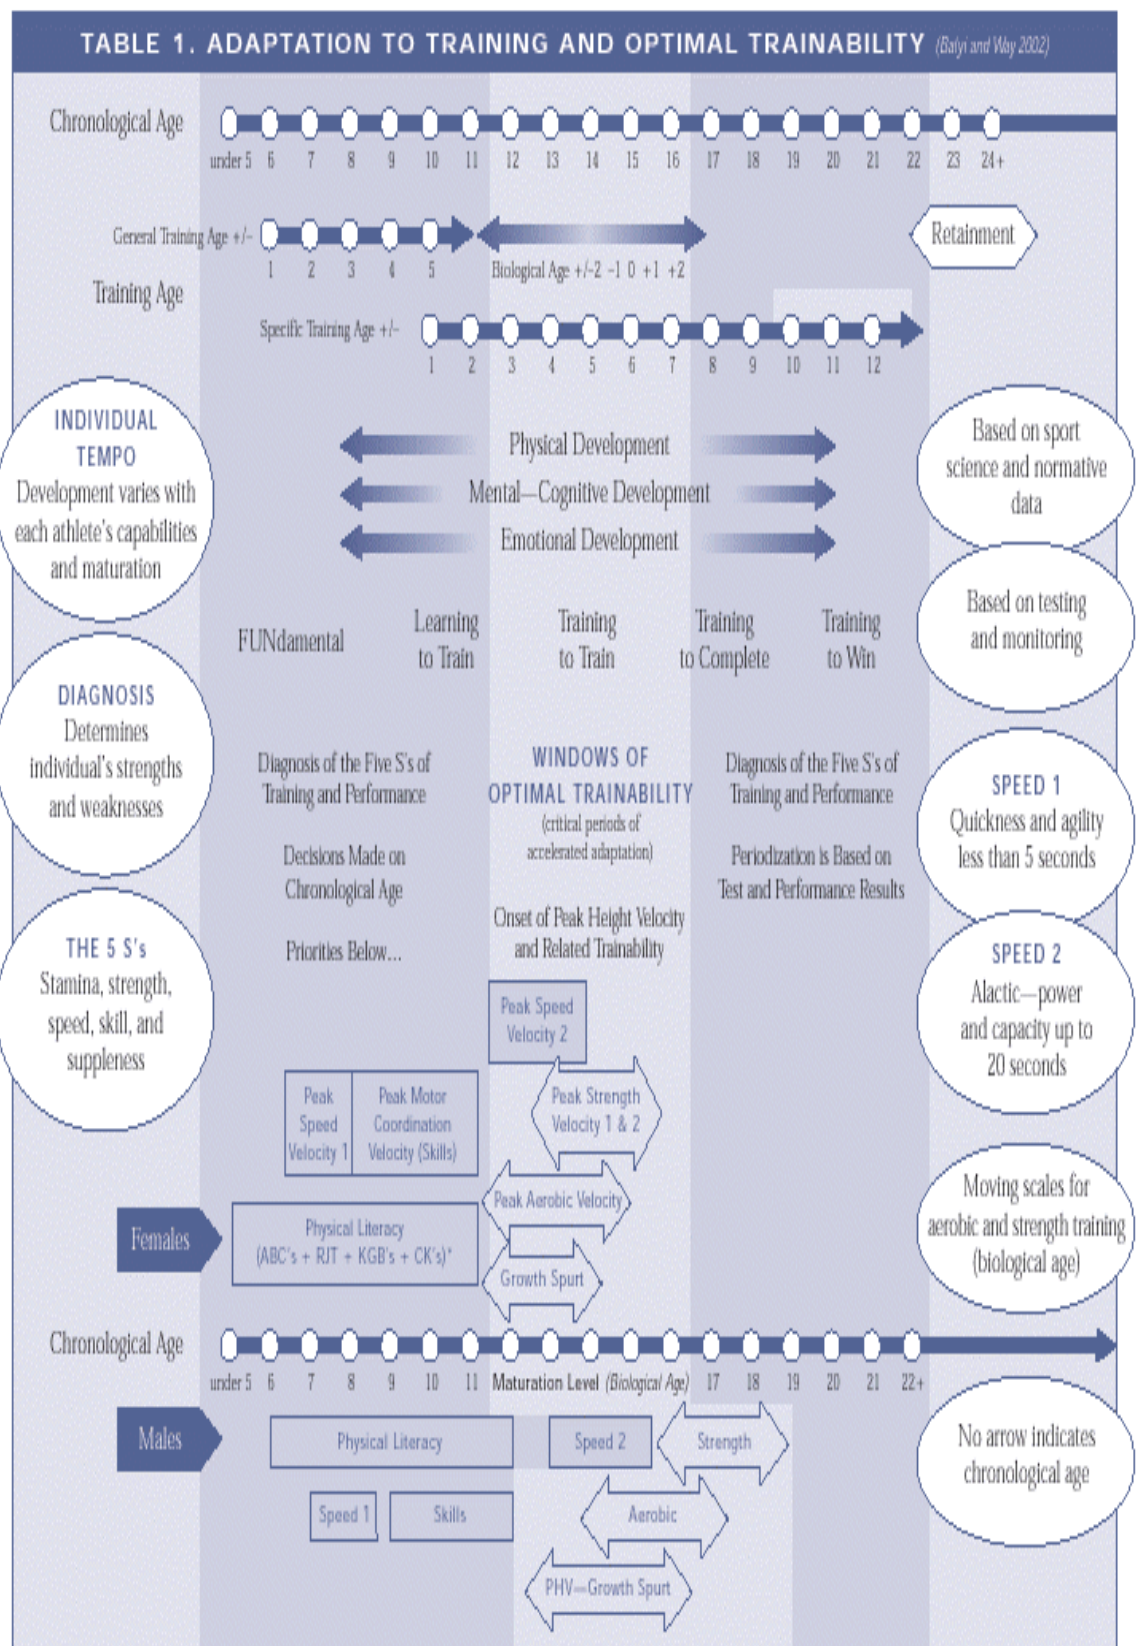 TABLE 1. ADAPTATION TO TRAINING AND OPTIMAL TRAINABILITY (Balyi and Way 2002)
Chronological Age
under 5 6 7 8 9 10 11 12 13 14 15 16 17 18 19 20 21 22 23 24+
General Training Age +/–
1 2 3 4 5
Biological Age +/–2 –1 0 +1 +2
Retainment
Training Age
Specific Training Age +/–
1 2 3 4 5 6 7 8 9 10 11 12
INDIVIDUAL
TEMPO
Development varies with
each athlete's capabilities
and maturation
Physical Development
Mental—Cognitive Development
Emotional Development
Based on sport
science and normative
data
Based on testing
and monitoring
FUNdamental
Learning
to Train
Training
to Train
Training
to Complete
Training
to Win
DIAGNOSIS
Determines
individual's strengths
and weaknesses
Diagnosis of the Five S's of
Training and Performance
Decisions Made on
Chronological Age
Priorities Below...
WINDOWS OF
OPTIMAL TRAINABILITY
(critical periods of
accelerated adaptation)
Onset of Peak Height Velocity
and Related Trainability
Diagnosis of the Five S's of
Training and Performance
Periodization is Based on
Test and Performance Results
SPEED 1
Quickness and agility
less than 5 seconds
THE 5 S's
Stamina, strength,
speed, skill, and
suppleness
SPEED 2
Alactic—power
and capacity up to
20 seconds
Peak Speed
Velocity 2
Peak
Speed
Velocity 1
Peak Motor
Coordination
Velocity (Skills)
Peak Strength
Velocity 1 & 2
Peak Aerobic Velocity
Females
Physical Literacy
(ABC's + RJT + KGB's + CK's)*
Growth Spurt
Moving scales for
aerobic and strength training
(biological age)
Chronological Age
under 5 6 7 8 9 10 11 Maturation Level (Biological Age) 17 18 19 20 21 22+
Males
Physical Literacy
Speed 2
Strength
Speed 1
Skills
Aerobic
PHV—Growth Spurt
No arrow indicates
chronological age